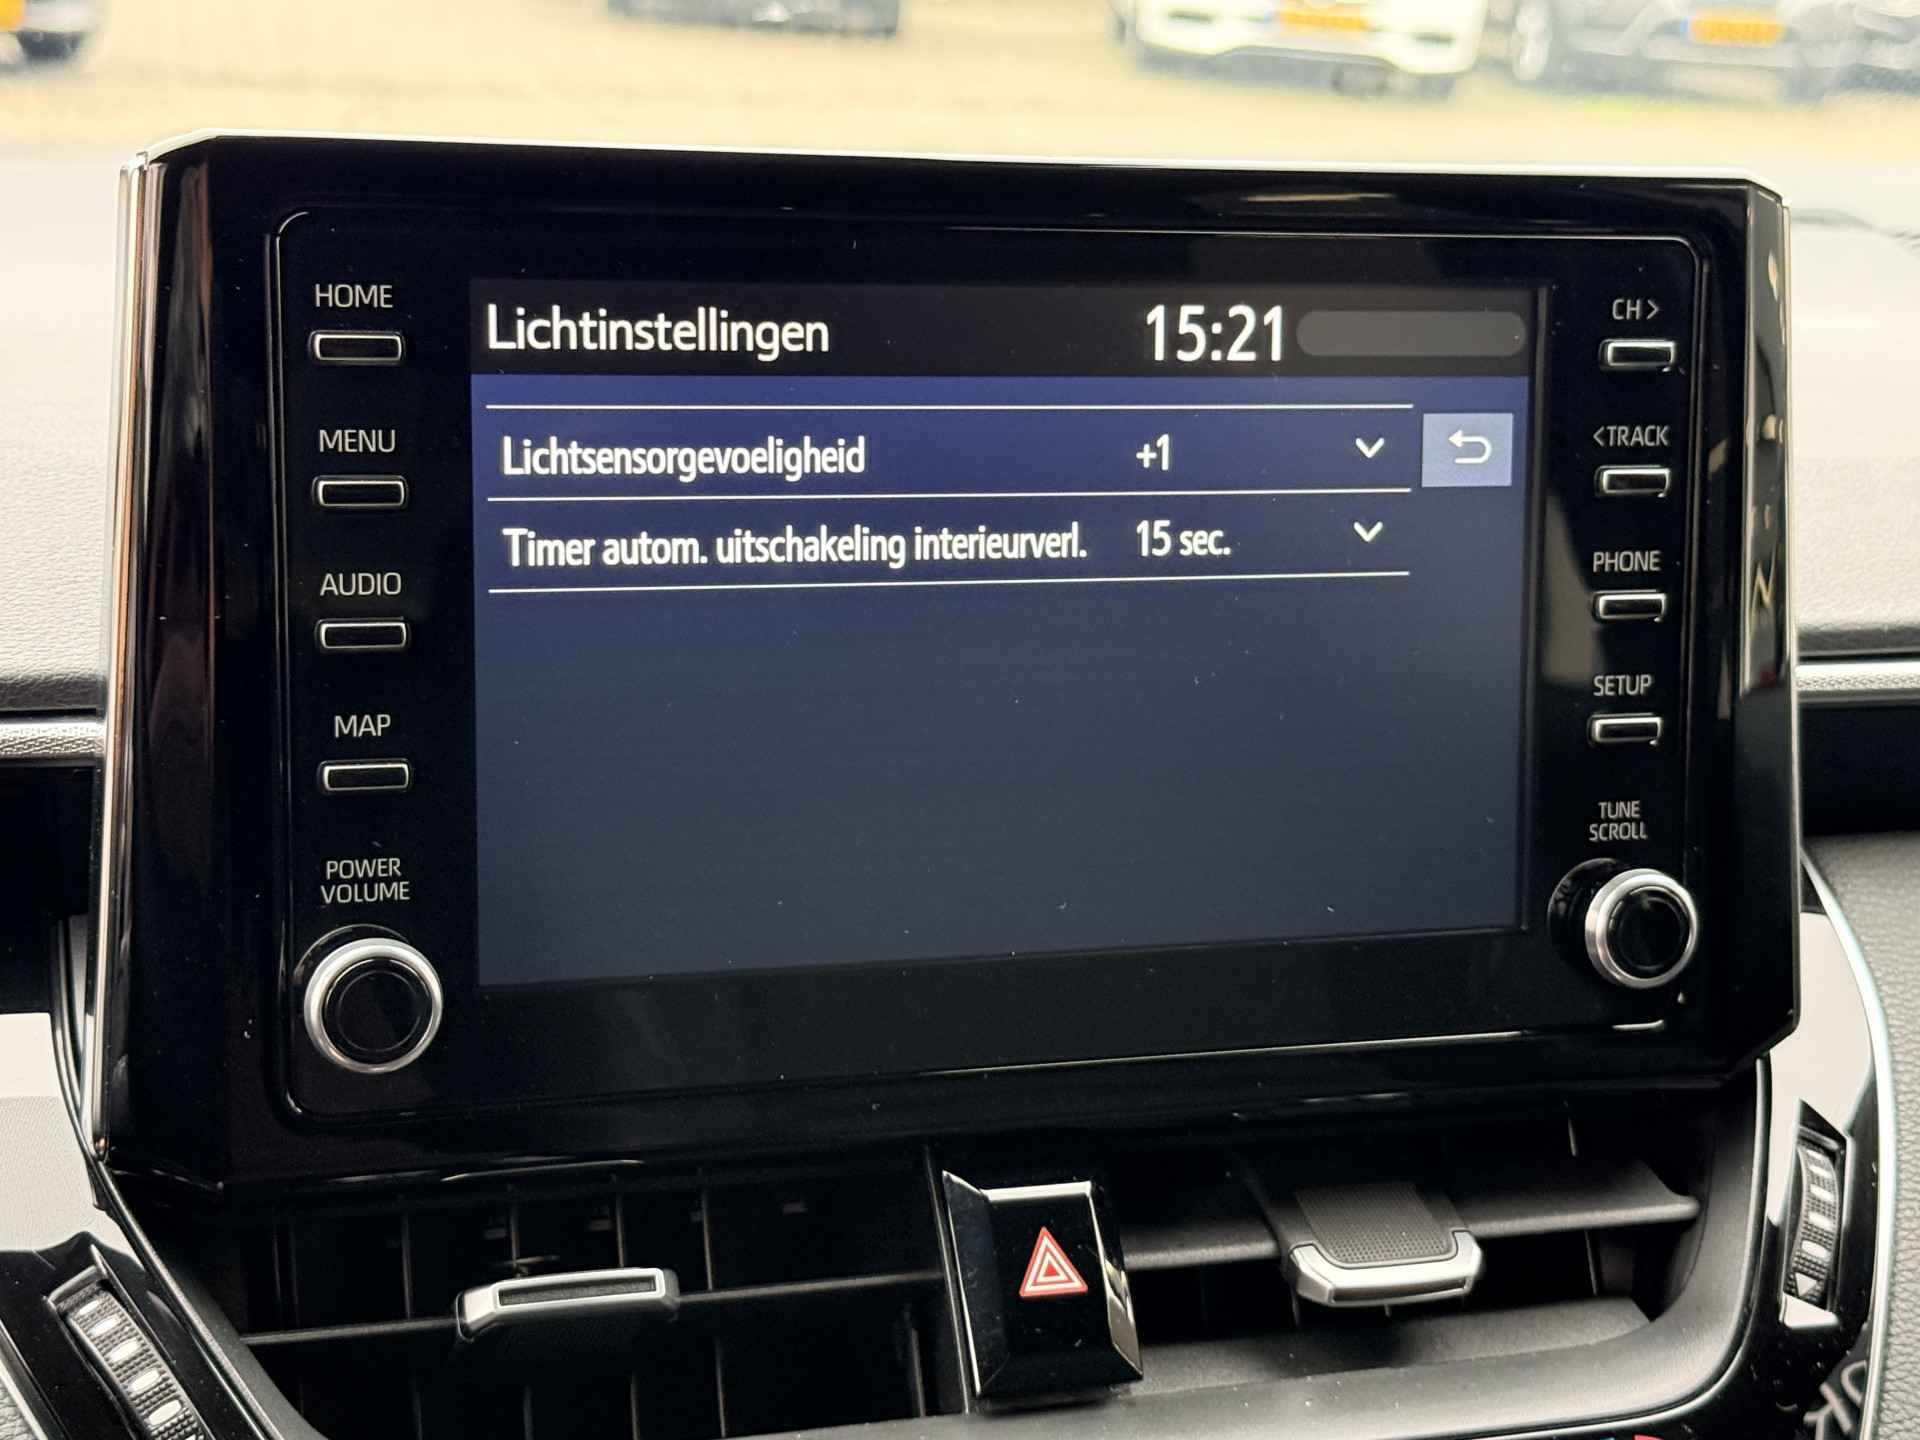 HOME
MENU
AUDIO
MAP
POWER
VOLUME
Lichtinstellingen 15:21
Lichtsensorgevoeligheid +1
Timer autom. uitschakeling interieurverl. 15 sec.
CH>
<TRACK
PHONE
SETUP
TUNE
SCROLL